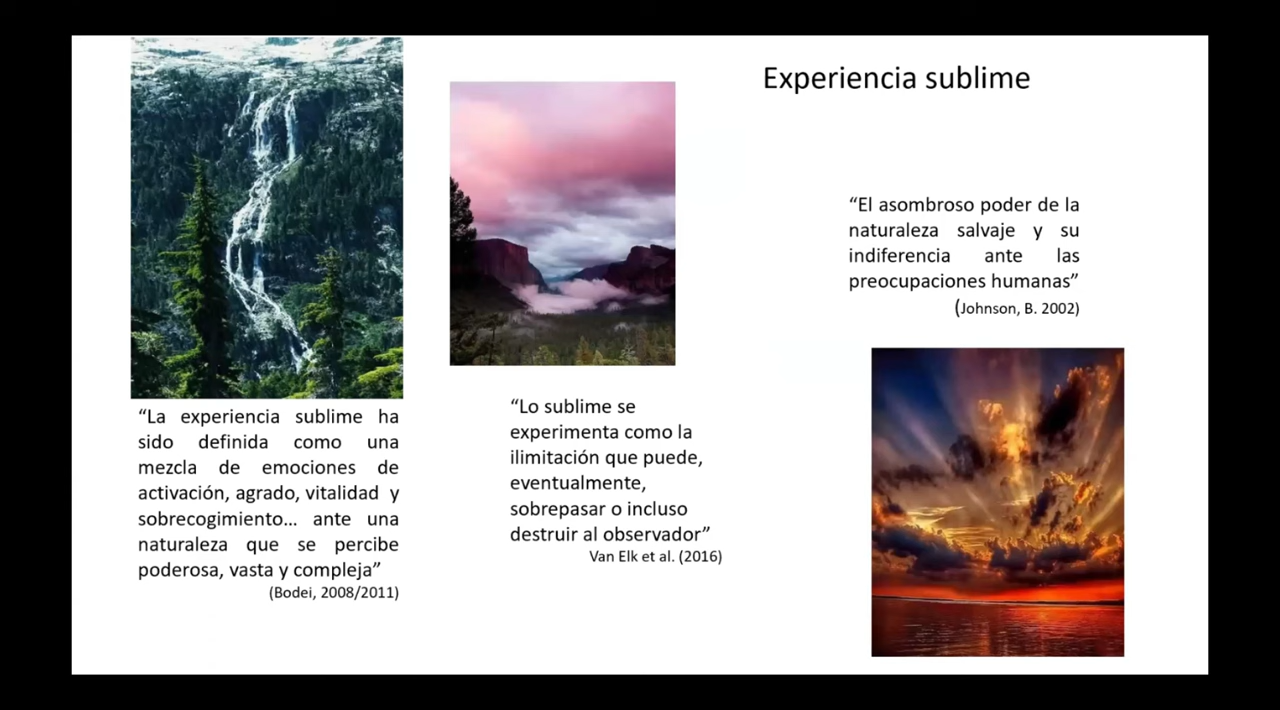 Experiencia sublime
“El asombroso poder de la
naturaleza salvaje y su
indiferencia ante las
preocupaciones humanas”
(Johnson, B. 2002)
“La experiencia sublime ha
sido definida como una
mezcla de emociones de
activación, agrado, vitalidad y
sobrecogimiento... ante una
naturaleza que se percibe
poderosa, vasta y compleja”
(Bodei, 2008/2011)
“Lo sublime se
experimenta como la
ilimitación que puede,
eventualmente,
sobrepasar o incluso
destruir al observador”
Van Elk et al. (2016)